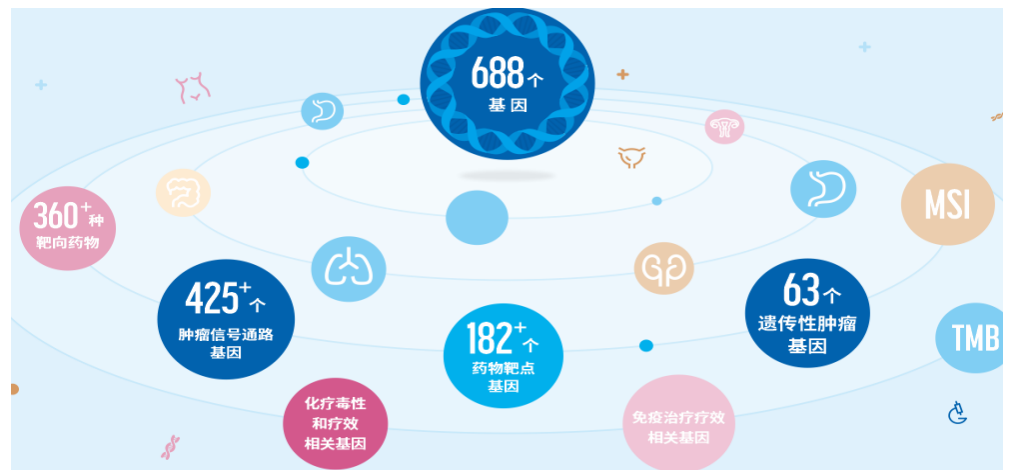 688个
基因
360+种
靶向药物
MSI
425+个
肿瘤信号通路
基因
63个
遗传性肿瘤
基因
182+个
药物靶点
基因
TMB
化疗毒性
和疗效
相关基因
免疫治疗疗效
相关基因